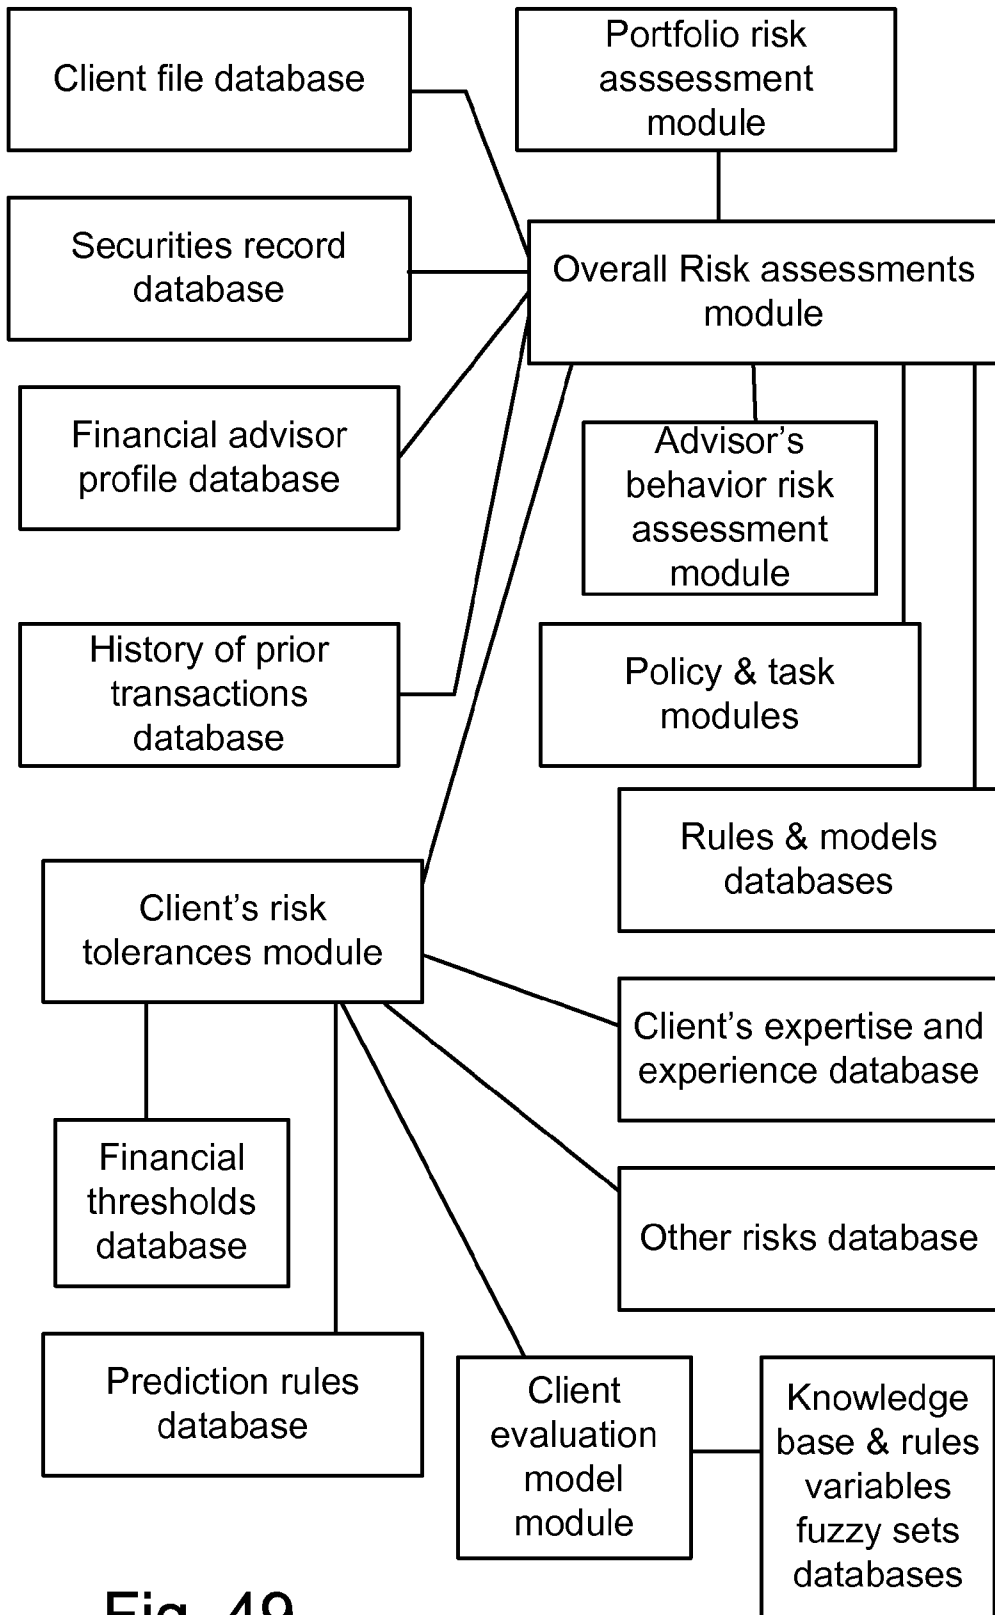 Client file database
Portfolio risk
asssessment
module
Securities record
database
Overall Risk assessments
module
Financial advisor
profile database
Advisor's
behavior risk
assessment
module
History of prior
transactions
database
Policy & task
modules
Rules & models
databases
Client's risk
tolerances module
Client's expertise and
experience database
Financial
thresholds
database
Other risks database
Prediction rules
database
Client
evaluation
model
module
Knowledge
base & rules
variables
fuzzy sets
databases
Fig. 49